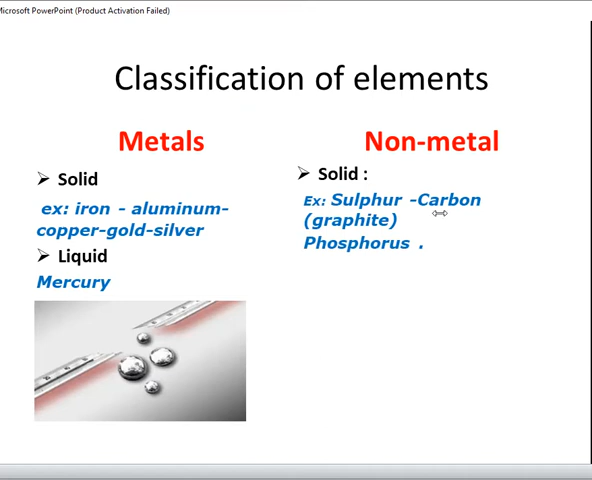 Microsoft PowerPoint (Product Activation Failed)
Classification of elements
Metals
Solid
ex: iron - aluminum-
copper-gold-silver
Liquid
Mercury
Non-metal
Solid :
Ex: Sulphur -Carbon
(graphite)
Phosphorus .